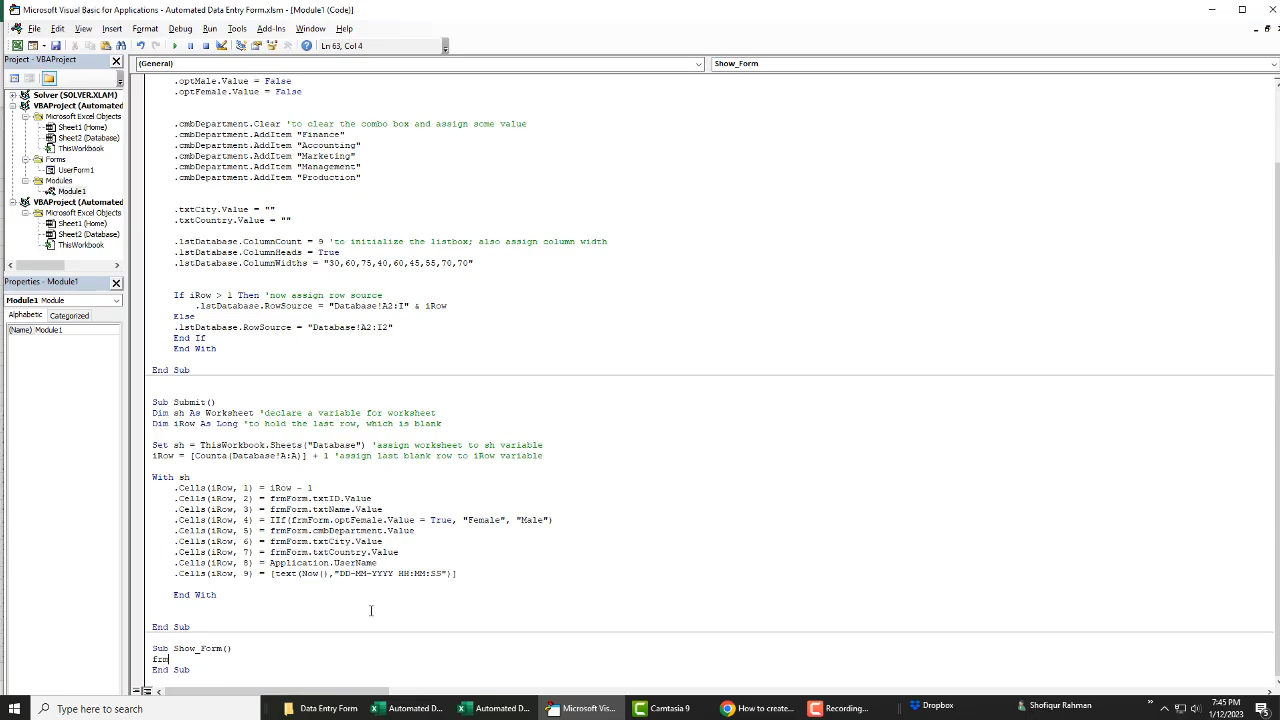 Microsoft Visual Basic for Applications - Automated Data Entry Form.xlsm - [Module1 (Code)]
File Edit View Insert Format Debug Run Tools Add-Ins Window Help
Ln 63, Col 4
Project - VBAProject
(General) Show_Form
Solver (SOLVER.XLAM)
VBAProject (Automated
Microsoft Excel Objects
Sheet1 (Home)
Sheet2 (Database)
ThisWorkbook
Forms
UserForm1
Modules
Module1
VBAProject (Automated
Microsoft Excel Objects
Sheet1 (Home)
Sheet2 (Database)
ThisWorkbook
Properties - Module1
Module1 Module
Alphabetic Categorized
(Name) Module1
.optMale.Value = False
.optFemale.Value = False
.cmbDepartment.Clear 'to clear the combo box and assign some value
.cmbDepartment.AddItem "Finance"
.cmbDepartment.AddItem "Accounting"
.cmbDepartment.AddItem "Marketing"
.cmbDepartment.AddItem "Management"
.cmbDepartment.AddItem "Production"
.txtCity.Value = ""
.txtCountry.Value = ""
.lstDatabase.ColumnCount = 9 'to initialize the listbox; also assign column width
.lstDatabase.ColumnHeads = True
.lstDatabase.ColumnWidths = "30,60,75,40,60,45,55,70,70"
If iRow > 1 Then 'now assign row source
.lstDatabase.RowSource = "Database!A2:I" & iRow
Else
.lstDatabase.RowSource = "Database!A2:I2"
End If
End With
End Sub
Sub Submit()
Dim sh As Worksheet 'declare a variable for worksheet
Dim iRow As Long 'to hold the last row, which is blank
Set sh = ThisWorkbook.Sheets("Database") 'assign worksheet to sh variable
iRow = [Counta(Database!A:A)] + 1 'assign last blank row to iRow variable
With sh
.Cells(iRow, 1) = iRow - 1
.Cells(iRow, 2) = frmForm.txtID.Value
.Cells(iRow, 3) = frmForm.txtName.Value
.Cells(iRow, 4) = IIf(frmForm.optFemale.Value = True, "Female", "Male")
.Cells(iRow, 5) = frmForm.cmbDepartment.Value
.Cells(iRow, 6) = frmForm.txtCity.Value
.Cells(iRow, 7) = frmForm.txtCountry.Value
.Cells(iRow, 8) = Application.UserName
.Cells(iRow, 9) = [text(Now(),"DD-MM-YYYY HH:MM:SS")]
End With
End Sub
Sub Show_Form()
frm
End Sub
Type here to search
Data Entry Form
Automated D...
Automated D...
Microsoft Vis...
Camtasia 9
How to create...
Recording...
Dropbox
Shofiqur Rahman
7:45 PM
1/12/2023